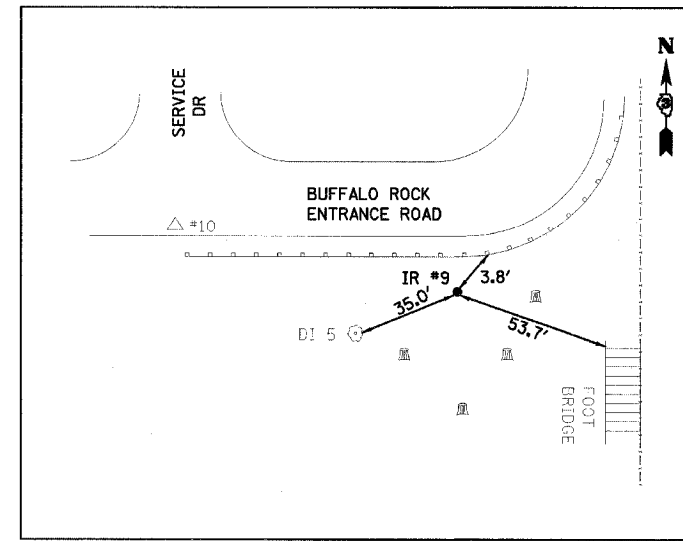 N
SERVICE
DR
BUFFALO ROCK
ENTRANCE ROAD
#10
IR #9
3.8'
35.0'
53.7'
DI 5
FOOT
BRIDGE